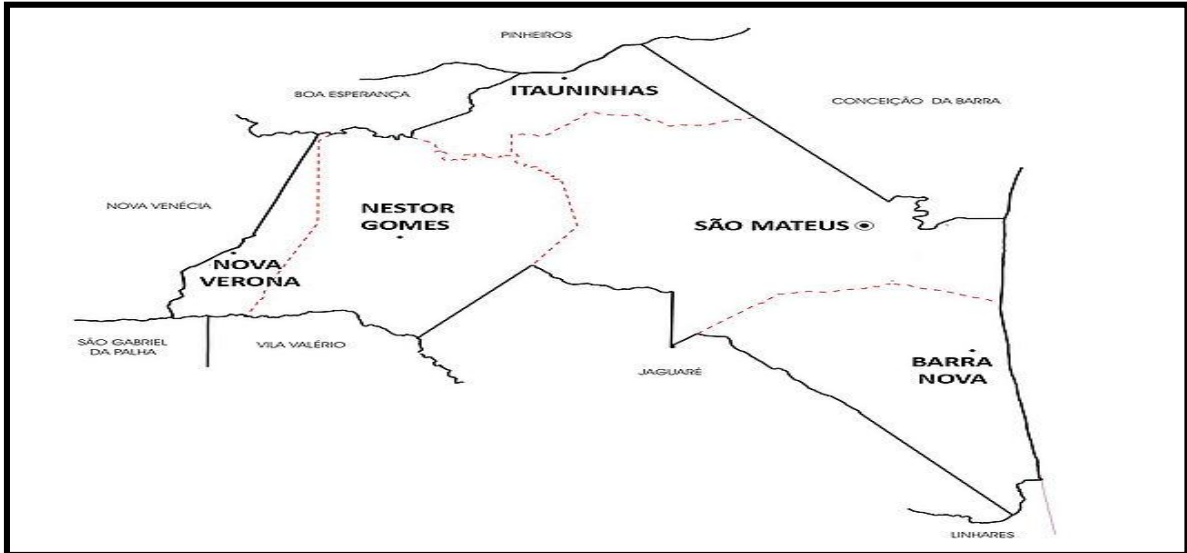 PINHEIROS
BOA ESPERANÇA
ITAUNINHAS
CONCEIÇÃO DA BARRA
NOVA VENÉCIA
NESTOR
GOMES
SÃO MATEUS
NOVA
VERONA
SÃO GABRIEL
DA PALHA
VILA VALÉRIO
JAGUARÉ
BARRA
NOVA
LINHARES